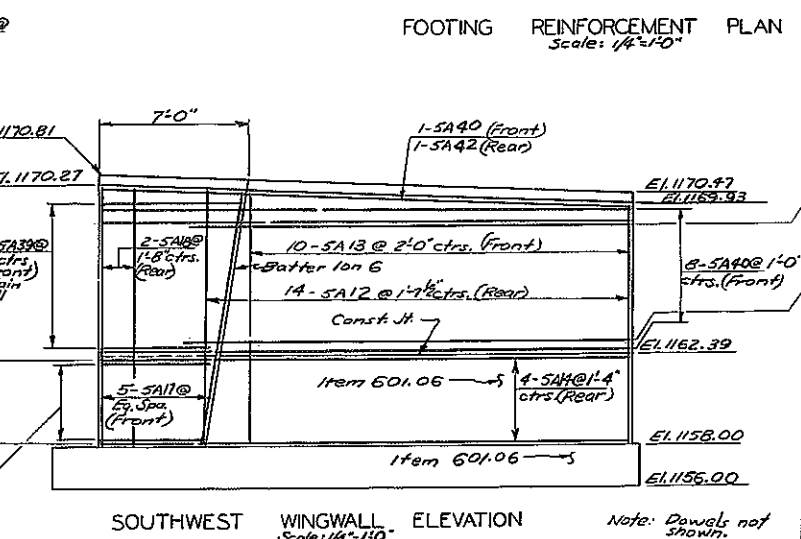 @
FOOTING REINFORCEMENT PLAN
Scale: 1/4"=1'-0"
7'-0"
1170.81
El. 1170.27
1-5A40 (Front)
1-5A42 (Rear)
El. 1170.47
El. 1169.93
5A39@
ctrs.
2-5A18@
1'-8" ctrs.
(Rear)
10-5A13 @ 2'-0" ctrs. (Front)
Batter 1 on 6
14-5A12 @ 1'-7½" ctrs. (Rear)
8-5A40@ 1'-0"
ctrs. (Front)
Const. Jt.
El. 1162.39
Item 601.06
5-5A17@
Eq. Spa.
(Front)
4-5A14@1'-4"
ctrs (Rear)
El. 1158.00
Item 601.06
El. 1156.00
SOUTHWEST WINGWALL ELEVATION
Scale: 1/4"=1'-0"
Note: Dowels not
shown.